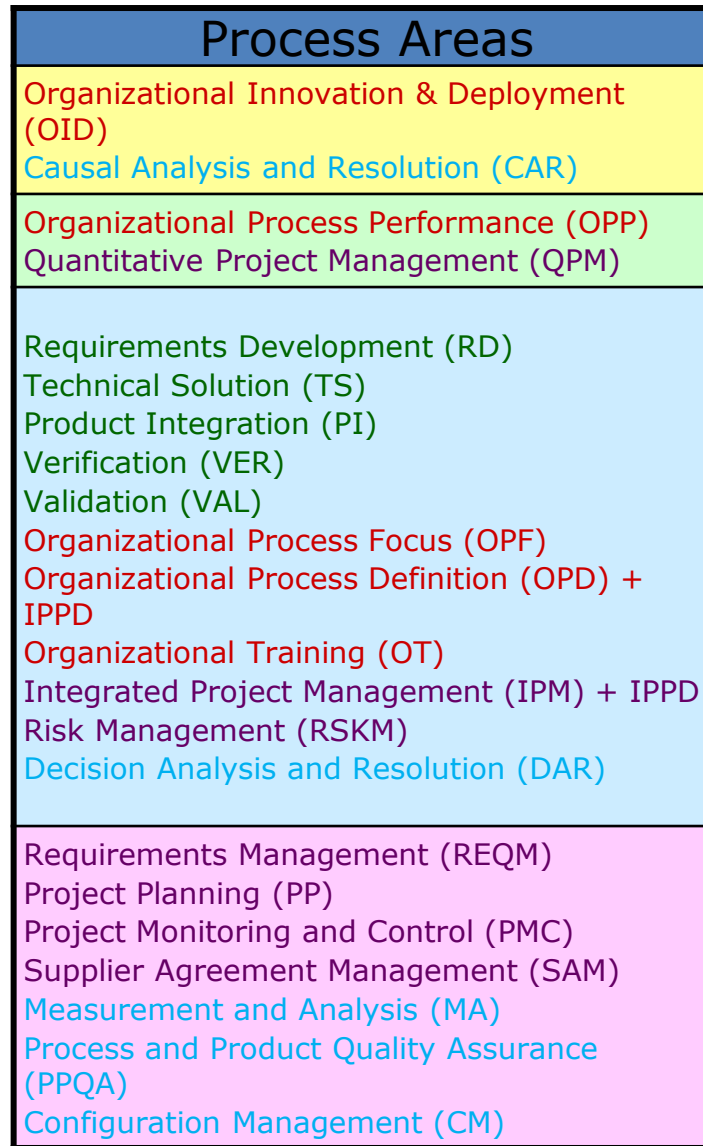 Process Areas
Organizational Innovation & Deployment
(OID)
Causal Analysis and Resolution (CAR)
Organizational Process Performance (OPP)
Quantitative Project Management (QPM)
Requirements Development (RD)
Technical Solution (TS)
Product Integration (PI)
Verification (VER)
Validation (VAL)
Organizational Process Focus (OPF)
Organizational Process Definition (OPD) +
IPPD
Organizational Training (OT)
Integrated Project Management (IPM) + IPPD
Risk Management (RSKM)
Decision Analysis and Resolution (DAR)
Requirements Management (REQM)
Project Planning (PP)
Project Monitoring and Control (PMC)
Supplier Agreement Management (SAM)
Measurement and Analysis (MA)
Process and Product Quality Assurance
(PPQA)
Configuration Management (CM)